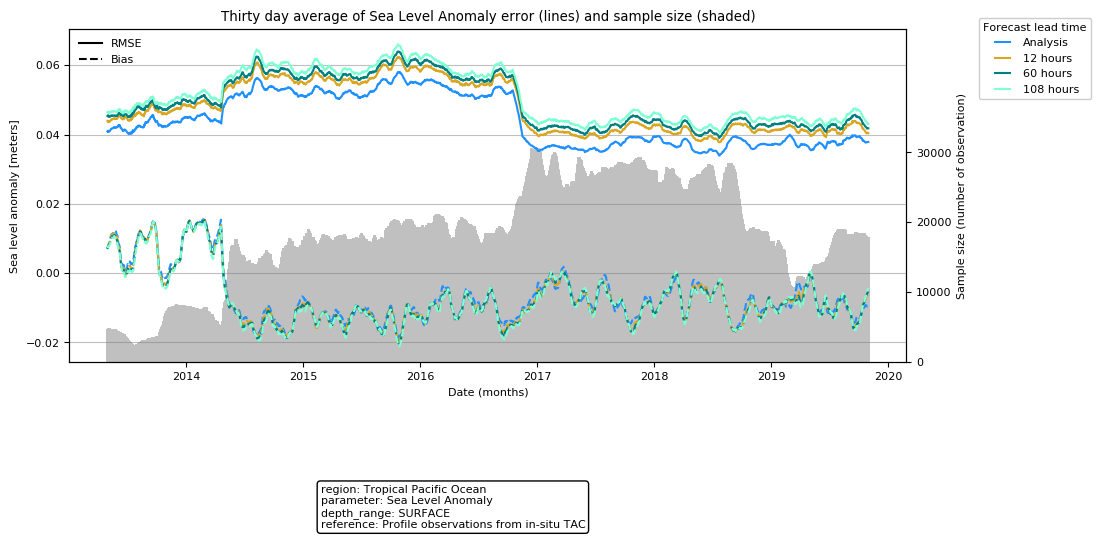 Thirty day average of Sea Level Anomaly error (lines) and sample size (shaded)
RMSE
Bias
Forecast lead time
Analysis
12 hours
60 hours
108 hours
Sea level anomaly [meters]
0.06
0.04
0.02
0.00
−0.02
30000
20000
10000
0
Sample size (number of observation)
2014
2015
2016
2017
2018
2019
2020
Date (months)
region: Tropical Pacific Ocean
parameter: Sea Level Anomaly
depth_range: SURFACE
reference: Profile observations from in-situ TAC